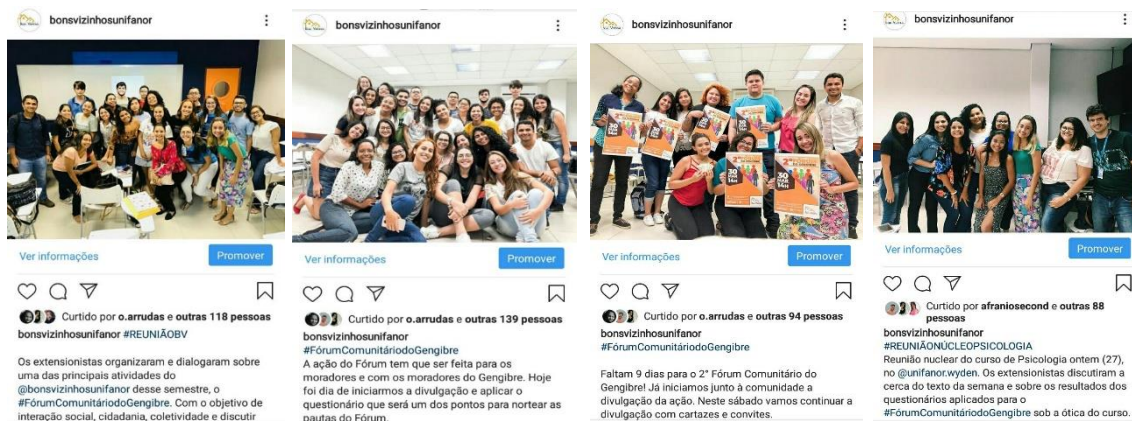 bonsvizinhosunifanor
Ver informações
Promover
Curtido por o.arrudas e outras 118 pessoas
bonsvizinhosunifanor #REUNIÃOBV
Os extensionistas organizaram e dialogaram sobre
uma das principais atividades do
@bonsvizinhosunifanor desse semestre, o
#FórumComunitáriodoGengibre. Com o objetivo de
interação social, cidadania, coletividade e discutir
bonsvizinhosunifanor
Ver informações
Promover
Curtido por o.arrudas e outras 139 pessoas
bonsvizinhosunifanor
#FórumComunitáriodoGengibre
A ação do Fórum tem que ser feita para os
moradores e com os moradores do Gengibre. Hoje
foi dia de iniciarmos a divulgação e aplicar o
questionário que será um dos pontos para nortear as
pautas do Fórum.
bonsvizinhosunifanor
30
MAR
14H
Ver informações
Promover
Curtido por o.arrudas e outras 94 pessoas
bonsvizinhosunifanor
#FórumComunitáriodoGengibre
Faltam 9 dias para o 2° Fórum Comunitário do
Gengibre! Já iniciamos junto à comunidade a
divulgação da ação. Neste sábado vamos continuar a
divulgação com cartazes e convites.
bonsvizinhosunifanor
Ver informações
Promover
Curtido por afraniosecond e outras 88
pessoas
bonsvizinhosunifanor
#REUNIÃONÚCLEOPSICOLOGIA
Reunião nuclear do curso de Psicologia ontem (27),
no @unifanor.wyden. Os extensionistas discutiram a
cerca do texto da semana e sobre os resultados dos
questionários aplicados para o
#FórumComunitáriodoGengibre sob a ótica do curso.